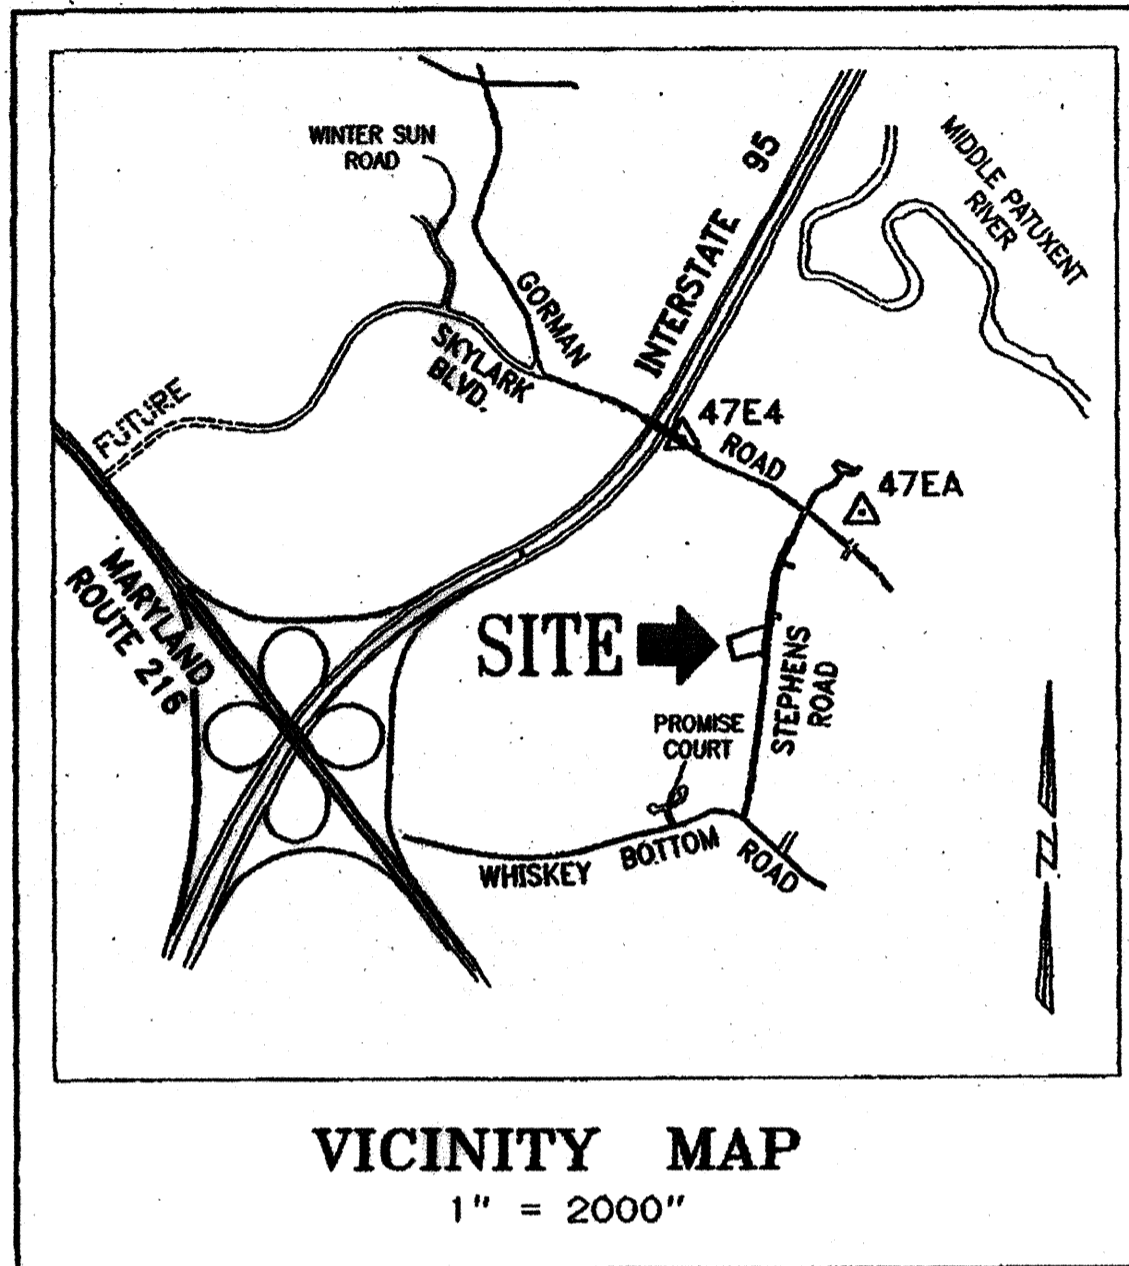 WINTER SUN
ROAD
GORMAN
SKYLARK
BLVD.
INTERSTATE 95
MIDDLE PATUXENT
RIVER
FUTURE
47E4
ROAD
47EA
MARYLAND
ROUTE 216
SITE
STEPHENS
ROAD
PROMISE
COURT
WHISKEY BOTTOM ROAD
N
VICINITY MAP
1" = 2000"